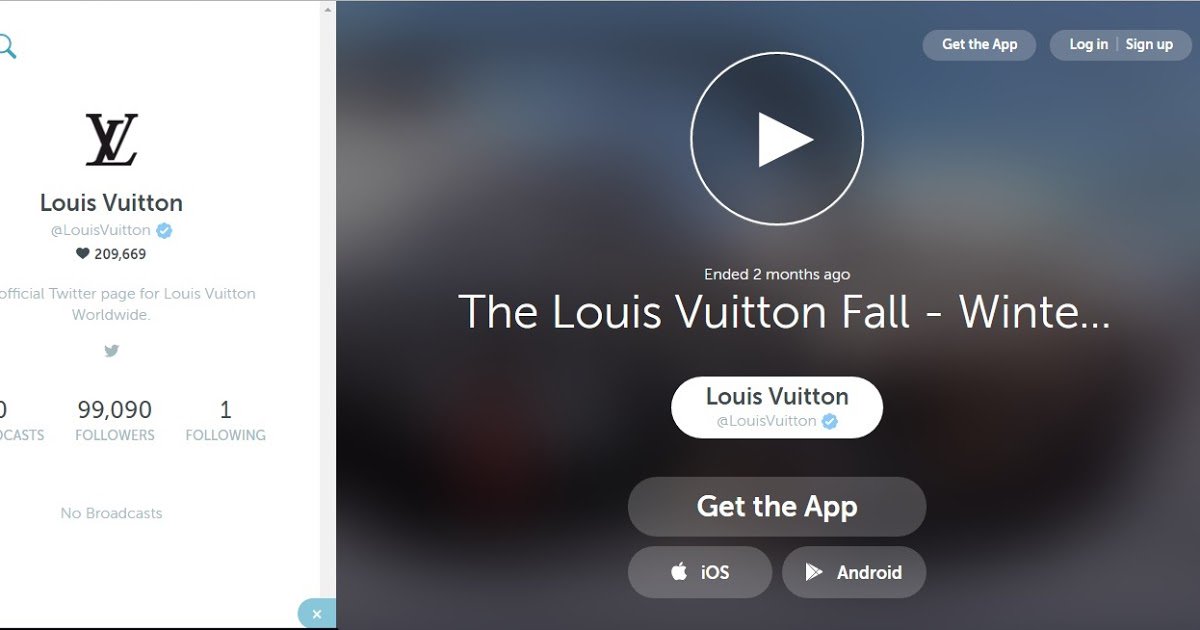 LV
Louis Vuitton
@LouisVuitton
209,669
official Twitter page for Louis Vuitton
Worldwide.
0 99,090 1
DCASTS FOLLOWERS FOLLOWING
No Broadcasts
Get the App
Log in | Sign up
Ended 2 months ago
The Louis Vuitton Fall - Winte...
Louis Vuitton
@LouisVuitton
Get the App
iOS
Android